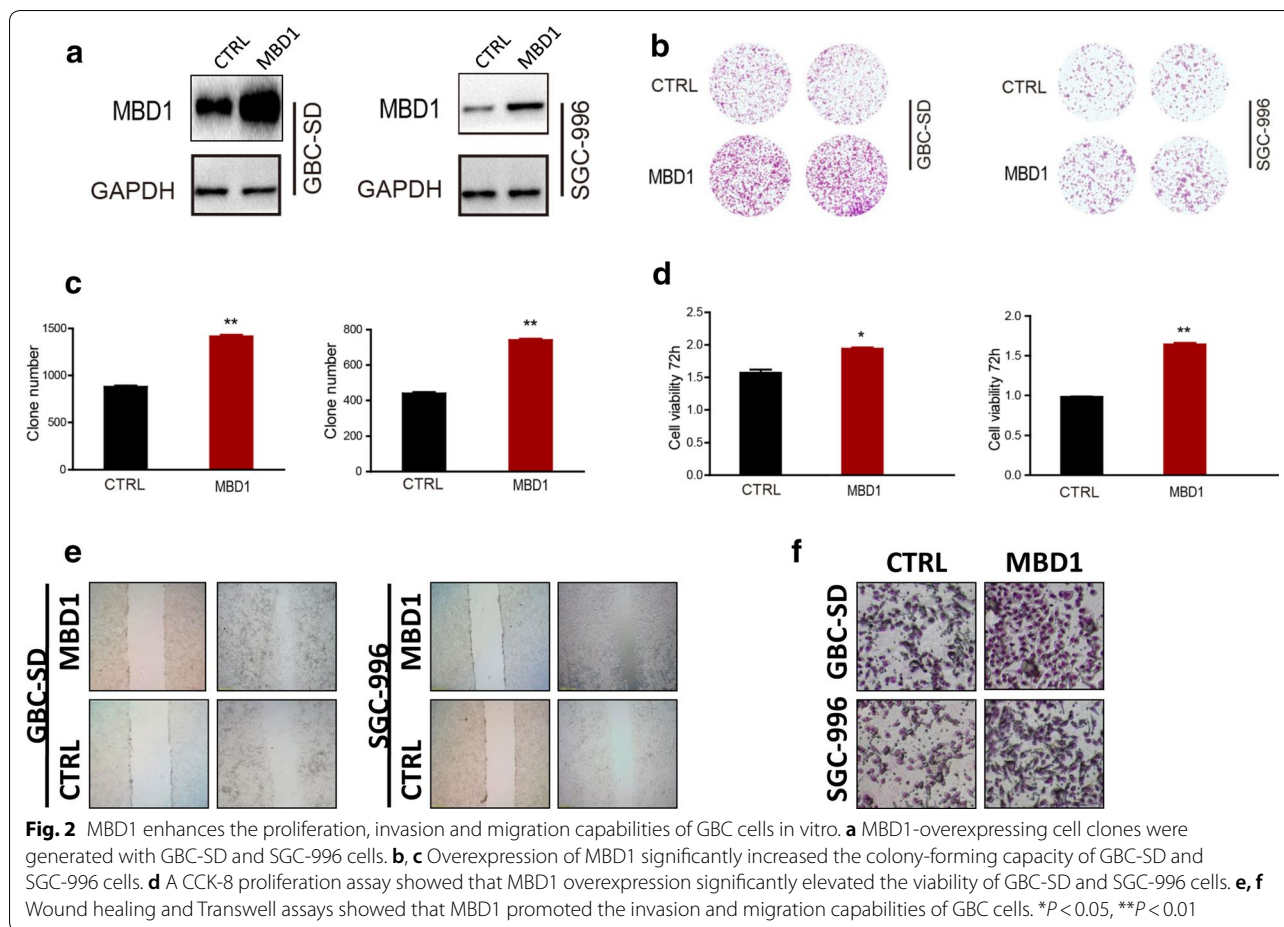 a
CTRL MBD1
MBD1
GAPDH
GBC-SD
CTRL MBD1
MBD1
GAPDH
SGC-996
b
CTRL
MBD1
GBC-SD
CTRL
MBD1
SGC-996
c
Clone number
1500
1000
500
0
**
CTRL MBD1
Clone number
800
600
400
200
0
**
CTRL MBD1
d
Cell viability 72h
2.5
2.0
1.5
1.0
0.5
0.0
*
CTRL MBD1
Cell viability 72h
2.0
1.5
1.0
0.5
0.0
**
CTRL MBD1
e
GBC-SD
MBD1
CTRL
SGC-996
MBD1
CTRL
f
CTRL MBD1
GBC-SD
SGC-996
Fig. 2 MBD1 enhances the proliferation, invasion and migration capabilities of GBC cells in vitro. a MBD1-overexpressing cell clones were
generated with GBC-SD and SGC-996 cells. b, c Overexpression of MBD1 significantly increased the colony-forming capacity of GBC-SD and
SGC-996 cells. d A CCK-8 proliferation assay showed that MBD1 overexpression significantly elevated the viability of GBC-SD and SGC-996 cells. e, f
Wound healing and Transwell assays showed that MBD1 promoted the invasion and migration capabilities of GBC cells. *P < 0.05, **P < 0.01